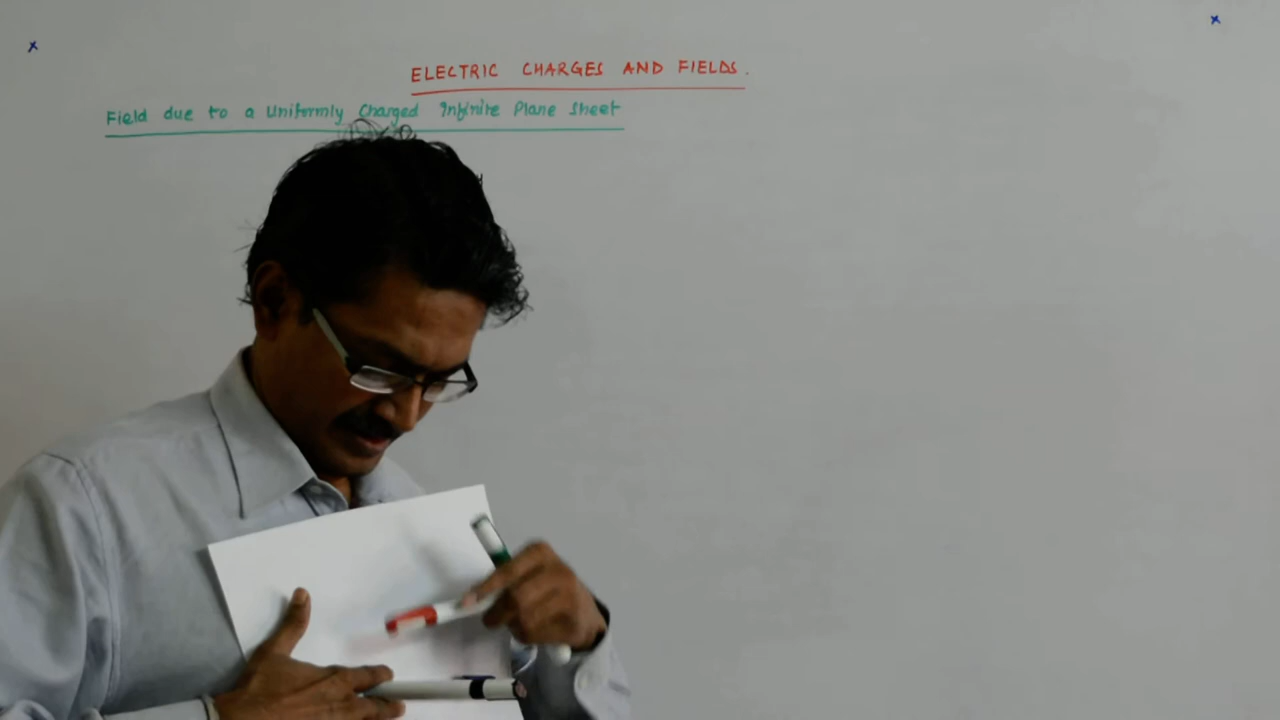 x
x
ELECTRIC CHARGES AND FIELDS.
Field due to a Uniformly Charged Infinite Plane Sheet